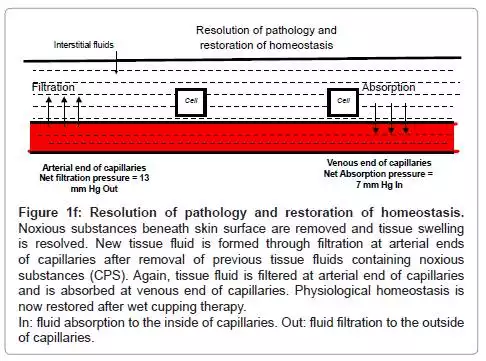 Resolution of pathology and
restoration of homeostasis
Interstitial fluids
Filtration
Absorption
Cell
Cell
Arterial end of capillaries
Net filtration pressure = 13
mm Hg Out
Venous end of capillaries
Net Absorption pressure =
7 mm Hg In
Figure 1f: Resolution of pathology and restoration of homeostasis.
Noxious substances beneath skin surface are removed and tissue swelling
is resolved. New tissue fluid is formed through filtration at arterial ends
of capillaries after removal of previous tissue fluids containing noxious
substances (CPS). Again, tissue fluid is filtered at arterial end of capillaries
and is absorbed at venous end of capillaries. Physiological homeostasis is
now restored after wet cupping therapy.
In: fluid absorption to the inside of capillaries. Out: fluid filtration to the outside
of capillaries.